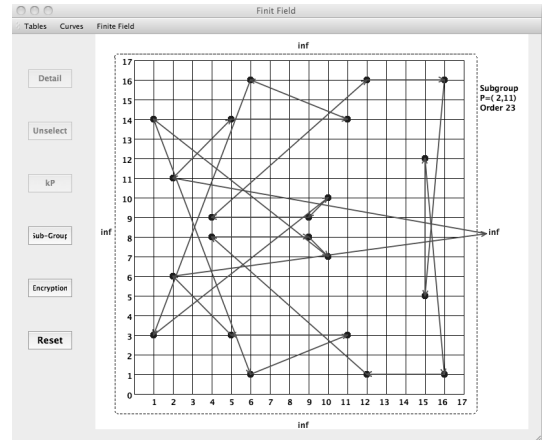 Finit Field
Tables Curves Finite Field
inf
17
16
15
14
13
12
11
10
9
8
7
6
5
4
3
2
1
0
1 2 3 4 5 6 7 8 9 10 11 12 13 14 15 16 17
inf
inf
inf
Subgroup
P=( 2,11)
Order 23
Detail
Unselect
kP
Sub-Group
Encryption
Reset